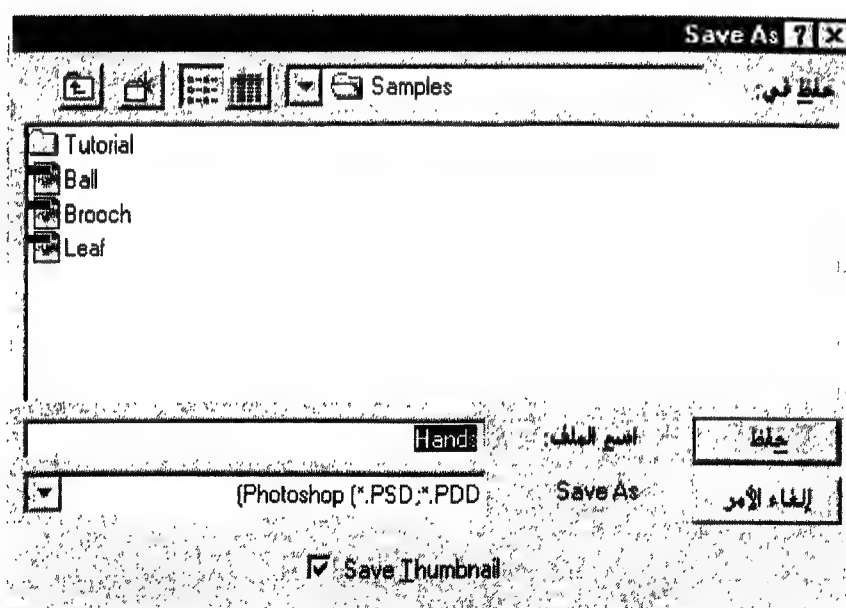 Save As
حفظ في: Samples
Tutorial
Ball
Brooch
Leaf
حفظ اسم الملف: Hands
إلغاء الأمر Save As (Photoshop (*.PSD;*.PDD
Save Thumbnail